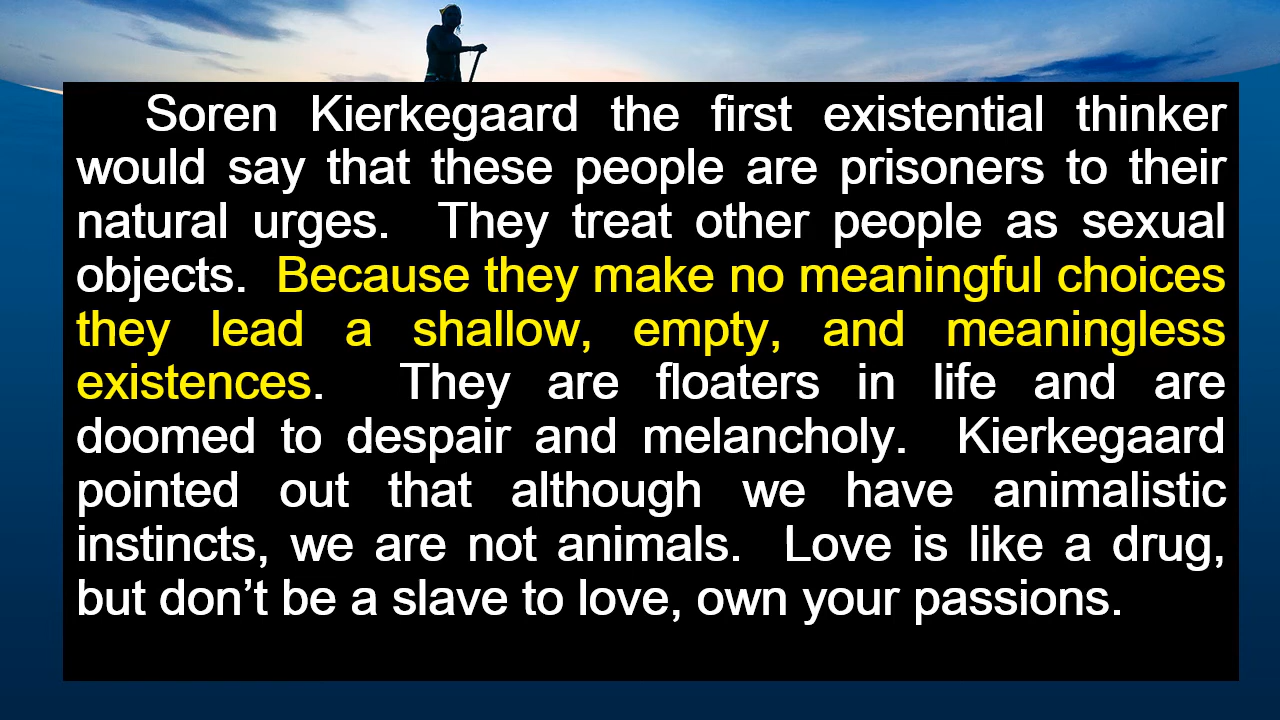 Soren Kierkegaard the first existential thinker
would say that these people are prisoners to their
natural urges. They treat other people as sexual
objects. Because they make no meaningful choices
they lead a shallow, empty, and meaningless
existences. They are floaters in life and are
doomed to despair and melancholy. Kierkegaard
pointed out that although we have animalistic
instincts, we are not animals. Love is like a drug,
but don’t be a slave to love, own your passions.